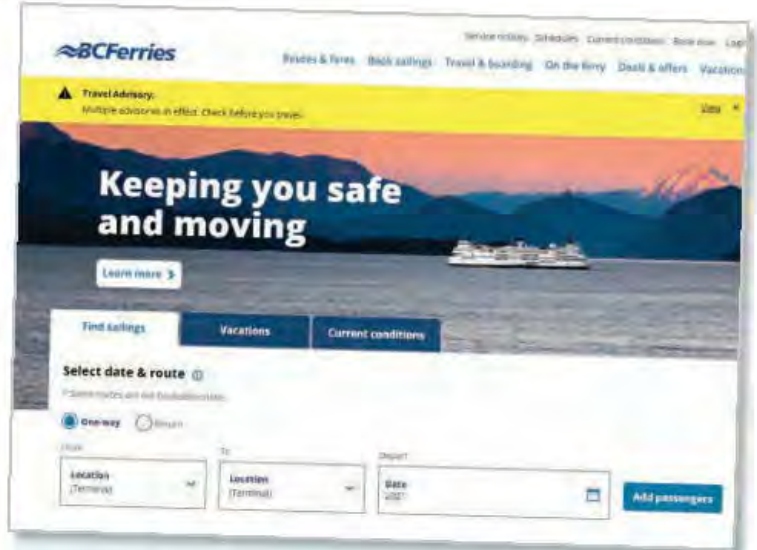 Service notices Schedules Current conditions Book now Login
BCFerries
Routes & fares Book sailings Travel & boarding On the ferry Deals & offers Vacation
Travel Advisory:
Multiple advisories in effect. Check before you travel.
View ×
Keeping you safe
and moving
Learn more
Find sailings Vacations Current conditions
Select date & route
One-way Return
From To Depart
Location Location Date
(Terminal) (Terminal) 2021
Add passengers